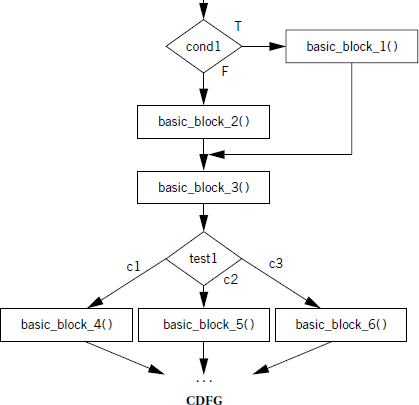 T
cond1
basic_block_1()
F
basic_block_2()
basic_block_3()
test1
c1
c2
c3
basic_block_4()
basic_block_5()
basic_block_6()
...
CDFG